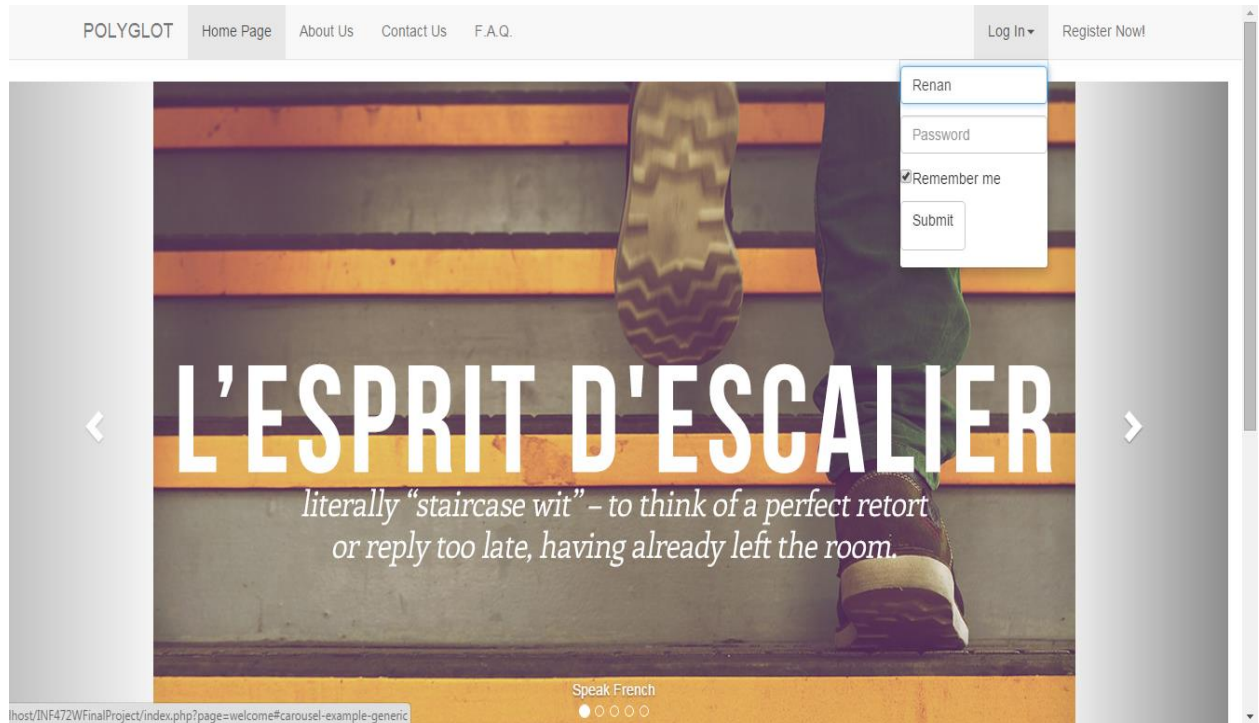 POLYGLOT Home Page About Us Contact Us F.A.Q. Log In Register Now!
Renan
Password
Remember me
Submit
L’ESPRIT D'ESCALIER
literally “staircase wit” – to think of a perfect retort
or reply too late, having already left the room.
Speak French
lhost/INF472WFinalProject/index.php?page=welcome#carousel-example-generic